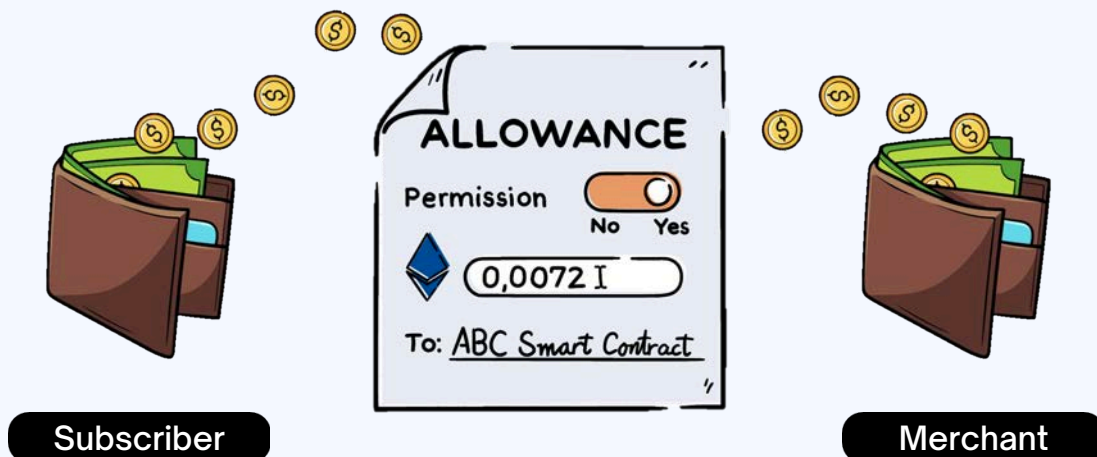 ALLOWANCE
Permission
No Yes
0,0072
To: ABC Smart Contract
Subscriber
Merchant